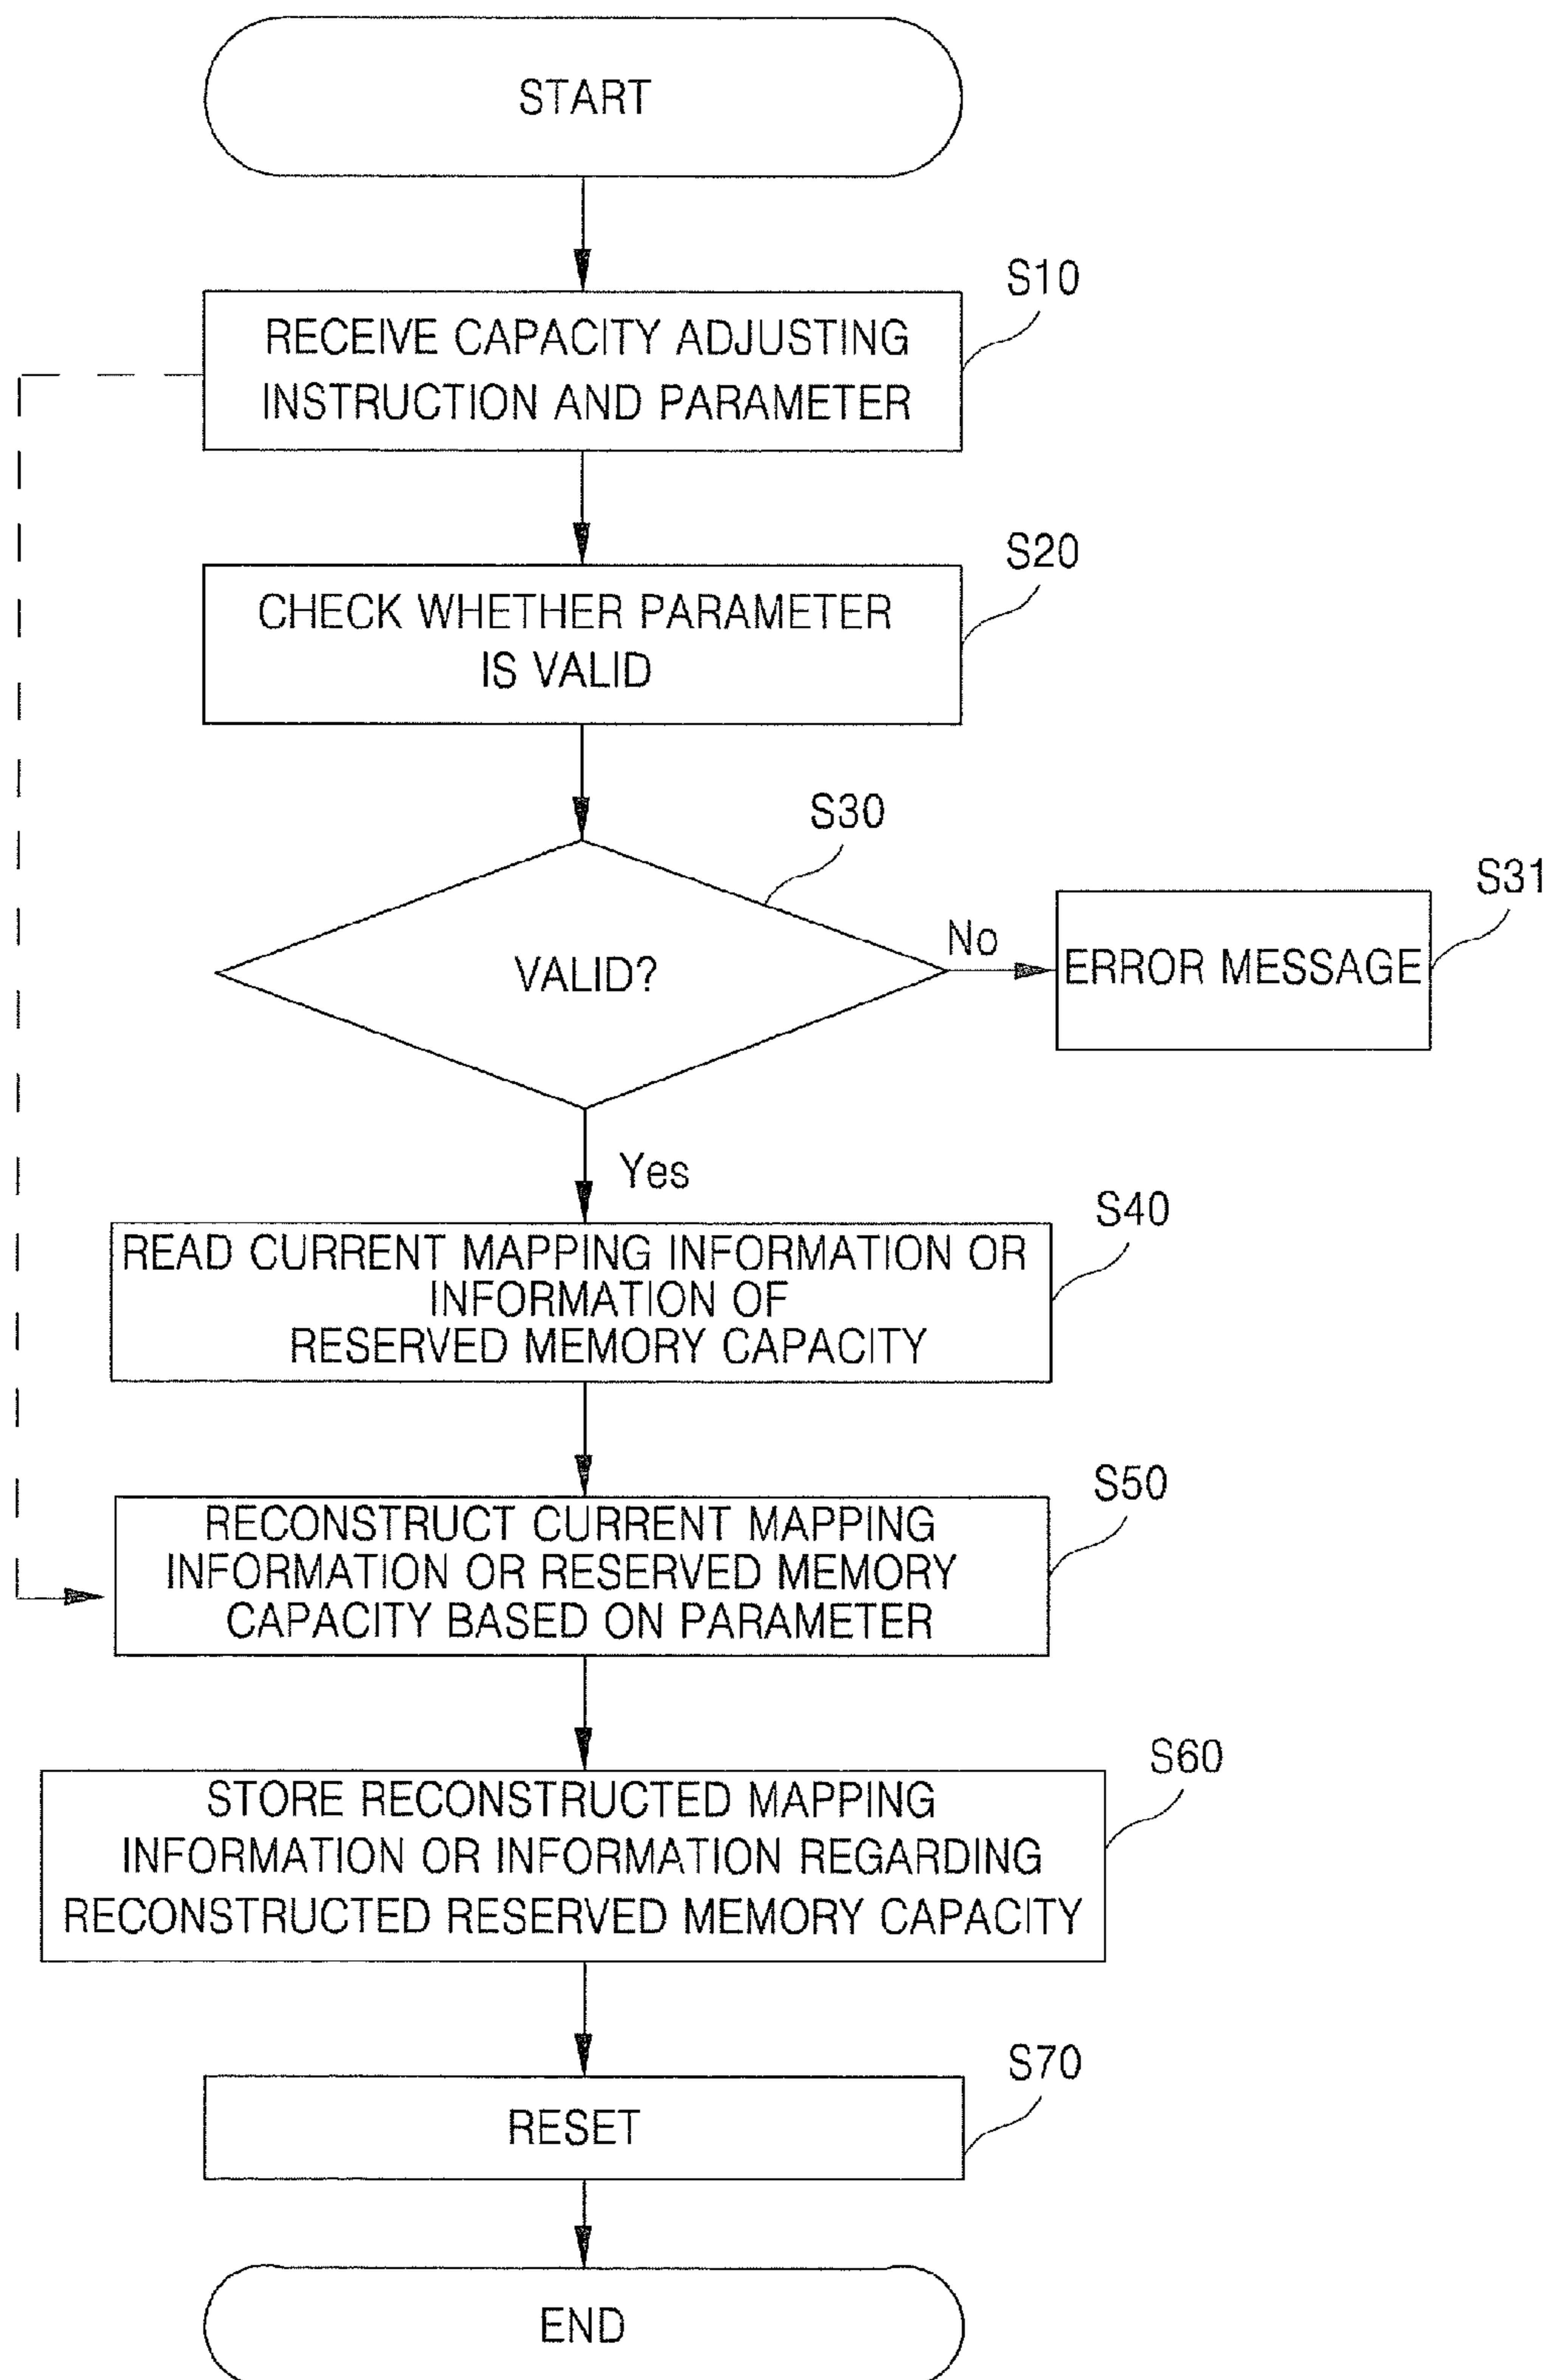 START
S10
RECEIVE CAPACITY ADJUSTING
INSTRUCTION AND PARAMETER
S20
CHECK WHETHER PARAMETER
IS VALID
S30
VALID?
No
S31
ERROR MESSAGE
Yes
S40
READ CURRENT MAPPING INFORMATION OR
INFORMATION OF
RESERVED MEMORY CAPACITY
S50
RECONSTRUCT CURRENT MAPPING
INFORMATION OR RESERVED MEMORY
CAPACITY BASED ON PARAMETER
S60
STORE RECONSTRUCTED MAPPING
INFORMATION OR INFORMATION REGARDING
RECONSTRUCTED RESERVED MEMORY CAPACITY
S70
RESET
END